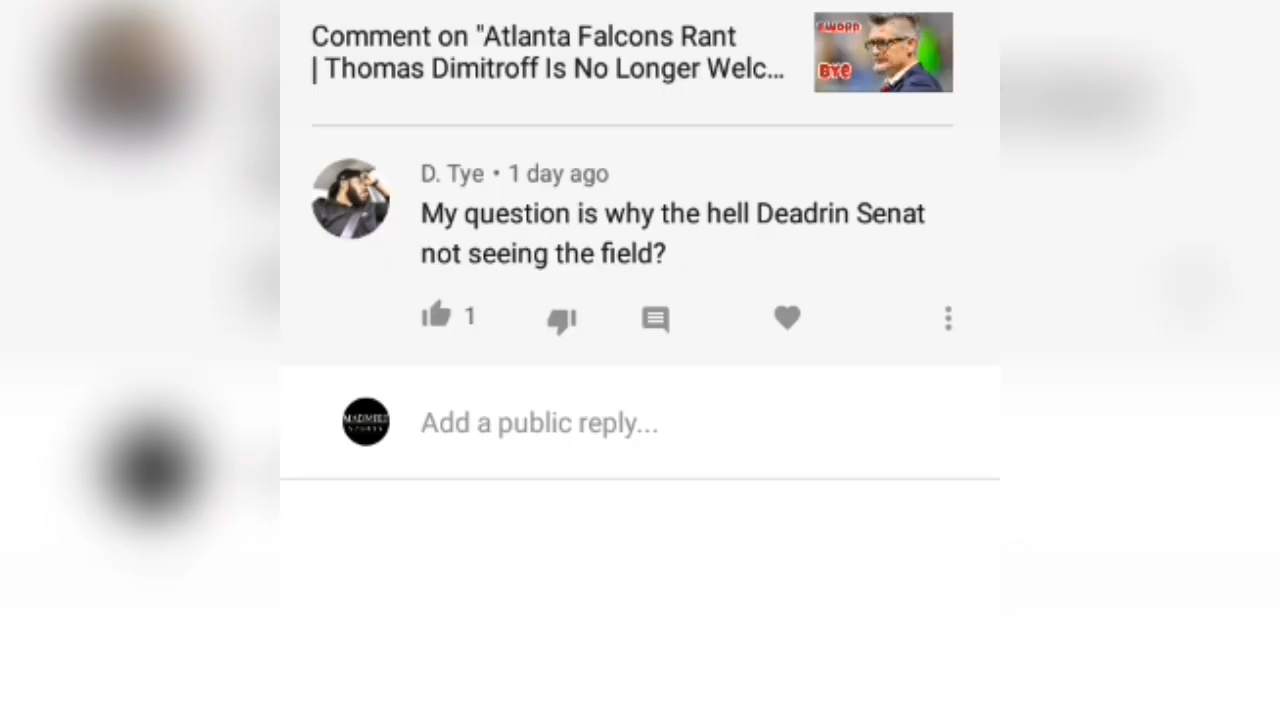 Comment on "Atlanta Falcons Rant
| Thomas Dimitroff Is No Longer Welc...
WORD
BYE
D. Tye • 1 day ago
My question is why the hell Deadrin Senat
not seeing the field?
1
Add a public reply...